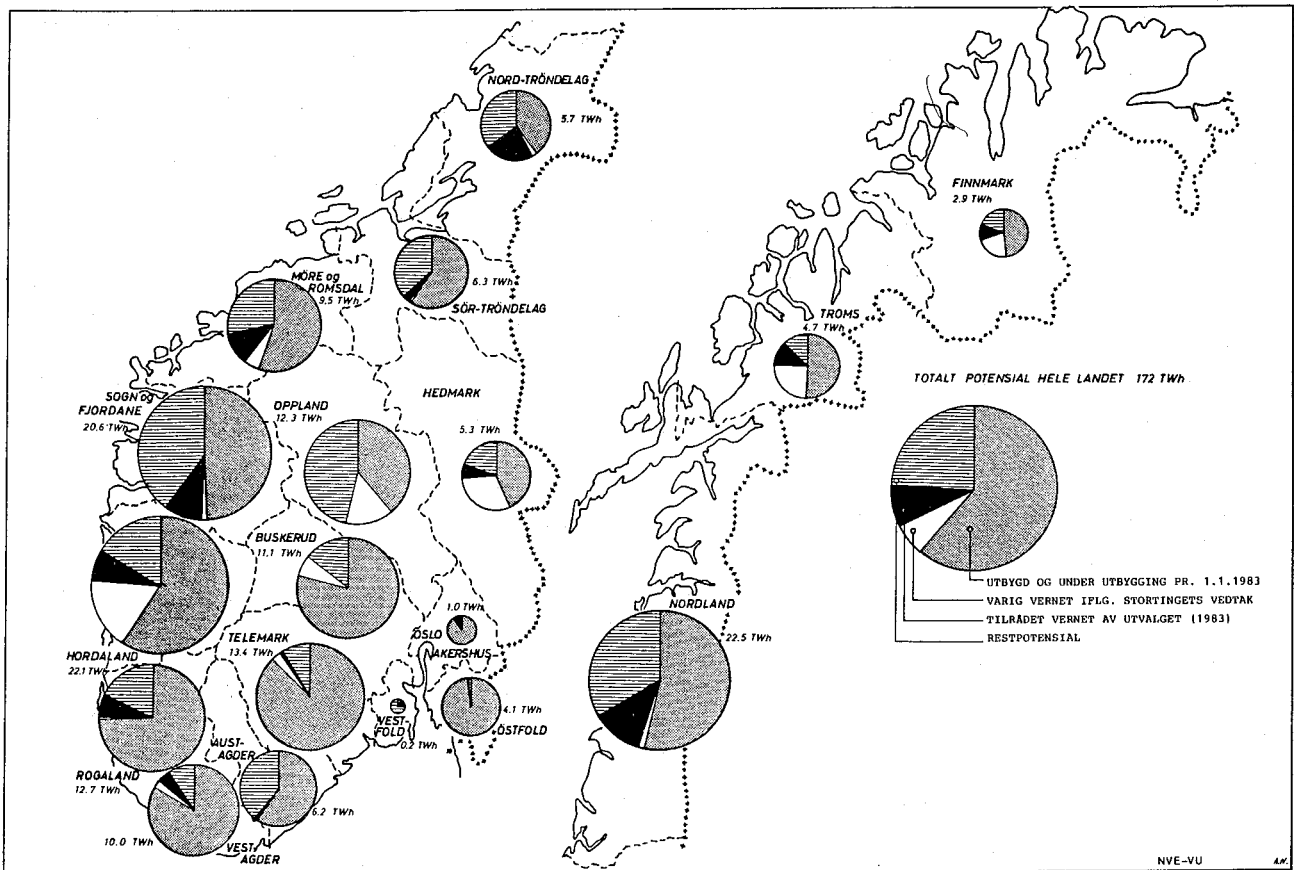 NORD-TRÖNDELAG
5.7 TWh
FINNMARK
2.9 TWh
MÖRE og
ROMSDAL
9.5 TWh
6.3 TWh
SÖR-TRÖNDELAG
TROMS
4.7 TWh
TOTALT POTENSIAL HELE LANDET 172 TWh
SOGN og
FJORDANE
20.6 TWh
OPPLAND
12.3 TWh
HEDMARK
5.3 TWh
BUSKERUD
11.1 TWh
UTBYGD OG UNDER UTBYGGING PR. 1.1.1983
VARIG VERNET IFLG. STORTINGETS VEDTAK
TILRÅDET VERNET AV UTVALGET (1983)
RESTPOTENSIAL
NORDLAND
22.5 TWh
1.0 TWh
OSLO
AKERSHUS
TELEMARK
13.4 TWh
HORDALAND
22.1 TWh
VEST
FOLD
0.2 TWh
4.1 TWh
ÖSTFOLD
AUST-
AGDER
6.2 TWh
ROGALAND
12.7 TWh
10.0 TWh
VEST-
AGDER
NVE-VU
A.N.